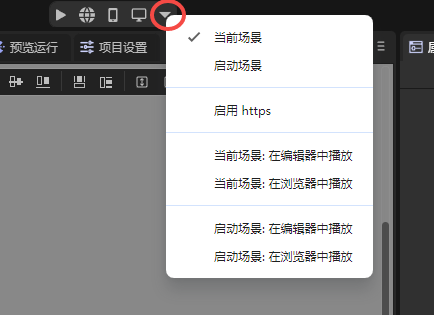 预览运行
项目设置
当前场景
启动场景
启用 https
当前场景: 在编辑器中播放
当前场景: 在浏览器中播放
启动场景: 在编辑器中播放
启动场景: 在浏览器中播放